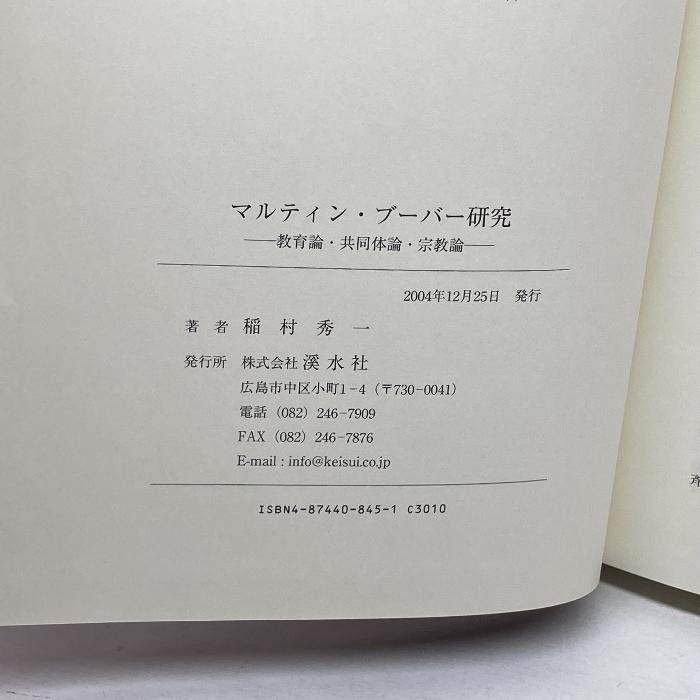 マルティン・ブーバー研究
──教育論・共同体論・宗教論──
2004年12月25日 発行
著 者 稲 村 秀 一
発行所 株式会社 溪 水 社
広島市中区小町1-4（〒730-0041）
電話（082）246-7909
FAX（082）246-7876
E-mail : info@keisui.co.jp
ISBN4-87440-845-1 C3010